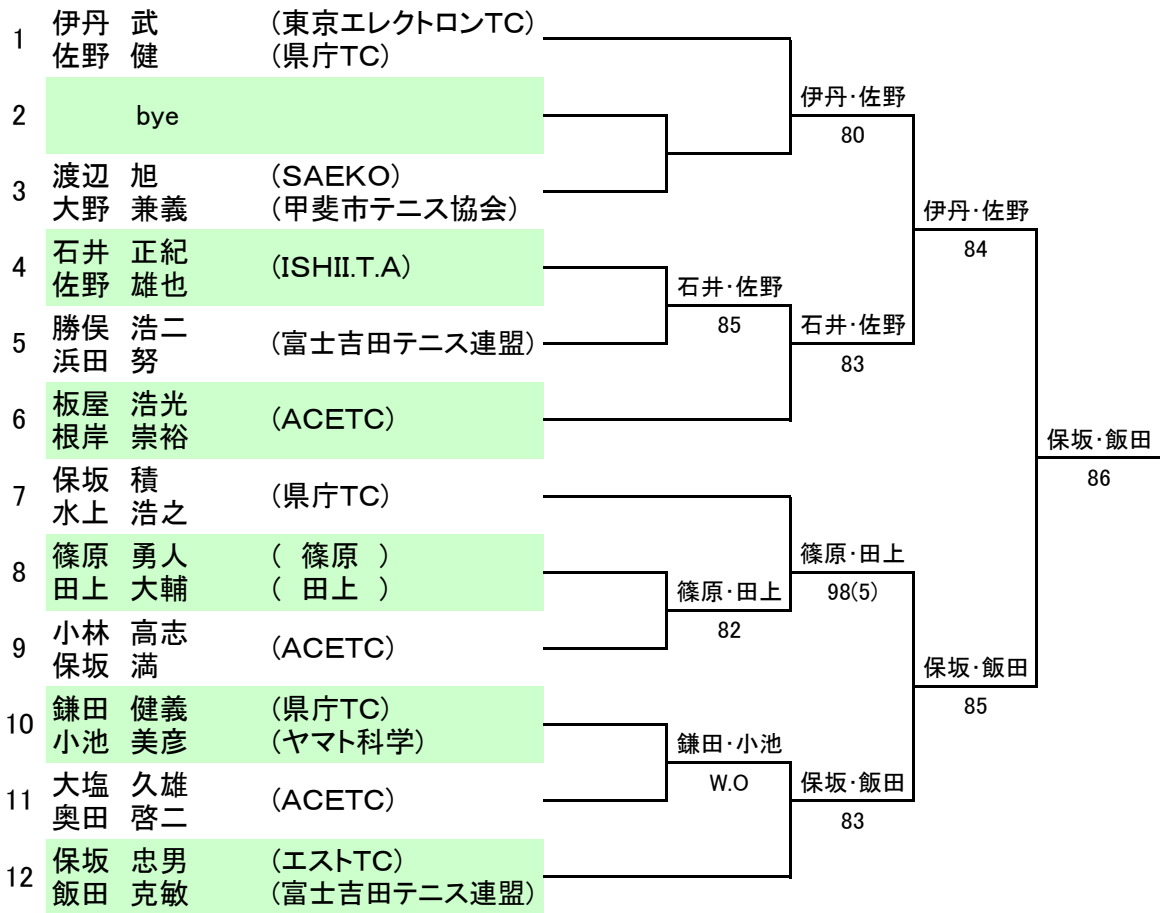 1 伊丹 武 (東京エレクトロンTC)
佐野 健 (県庁TC)
2 bye
3 渡辺 旭 (SAEKO)
大野 兼義 (甲斐市テニス協会)
4 石井 正紀 (ISHII.T.A)
佐野 雄也
5 勝俣 浩二 (富士吉田テニス連盟)
浜田 努
6 板屋 浩光 (ACETC)
根岸 崇裕
7 保坂 積 (県庁TC)
水上 浩之
8 篠原 勇人 ( 篠原 )
田上 大輔 ( 田上 )
9 小林 高志 (ACETC)
保坂 満
10 鎌田 健義 (県庁TC)
小池 美彦 (ヤマト科学)
11 大塩 久雄 (ACETC)
奥田 啓二
12 保坂 忠男 (エストTC)
飯田 克敏 (富士吉田テニス連盟)
石井・佐野
85
篠原・田上
82
鎌田・小池
W.O
伊丹・佐野
80
石井・佐野
83
篠原・田上
98(5)
保坂・飯田
83
伊丹・佐野
84
保坂・飯田
85
保坂・飯田
86